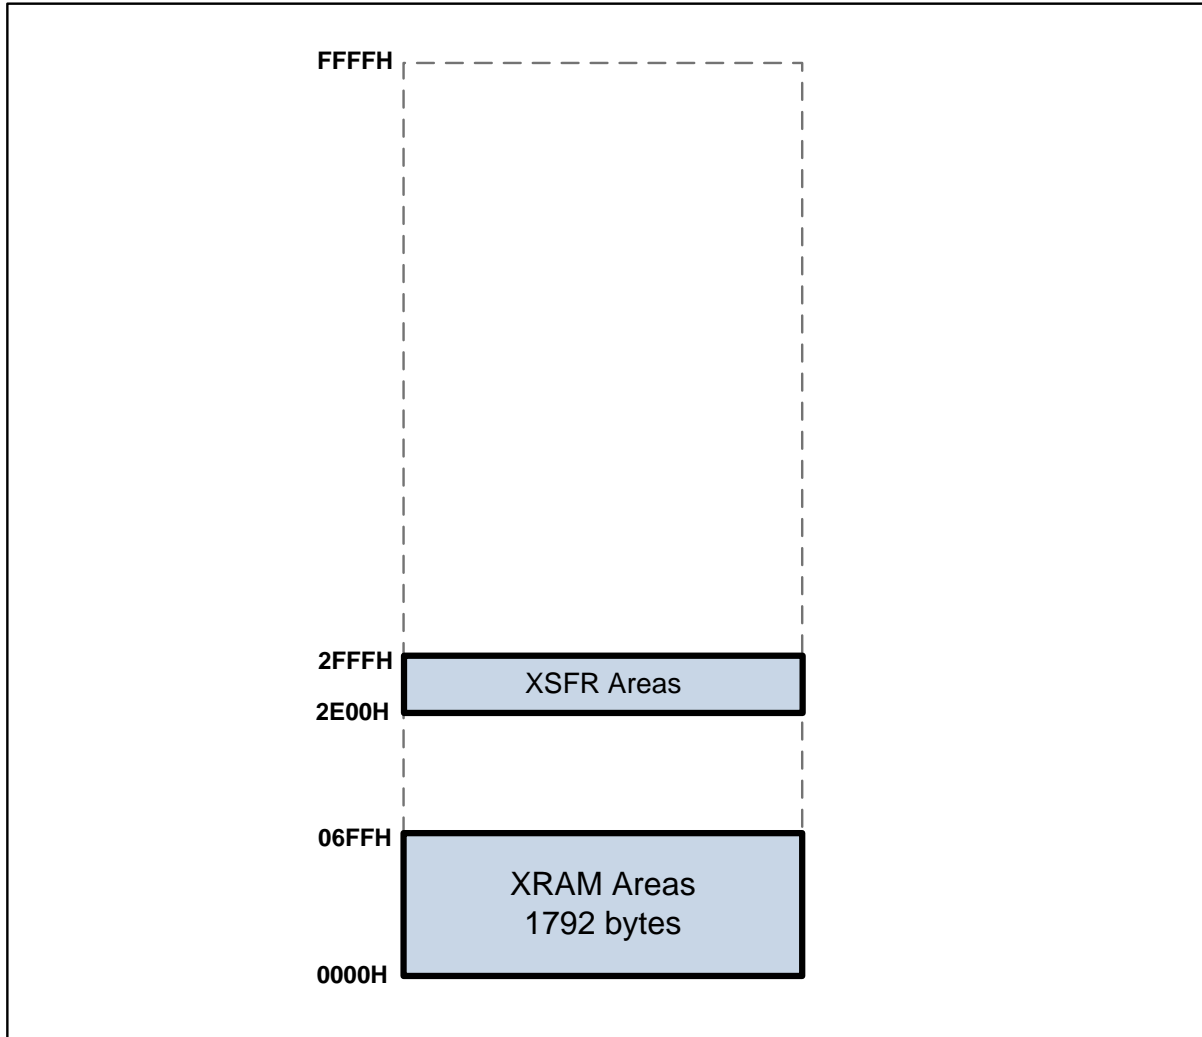 FFFFH
2FFFH
XSFR Areas
2E00H
06FFH
XRAM Areas
1792 bytes
0000H